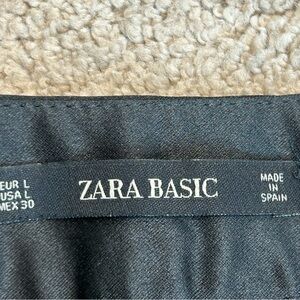 EUR L
USA L
MEX 30
ZARA BASIC
MADE
IN
SPAIN